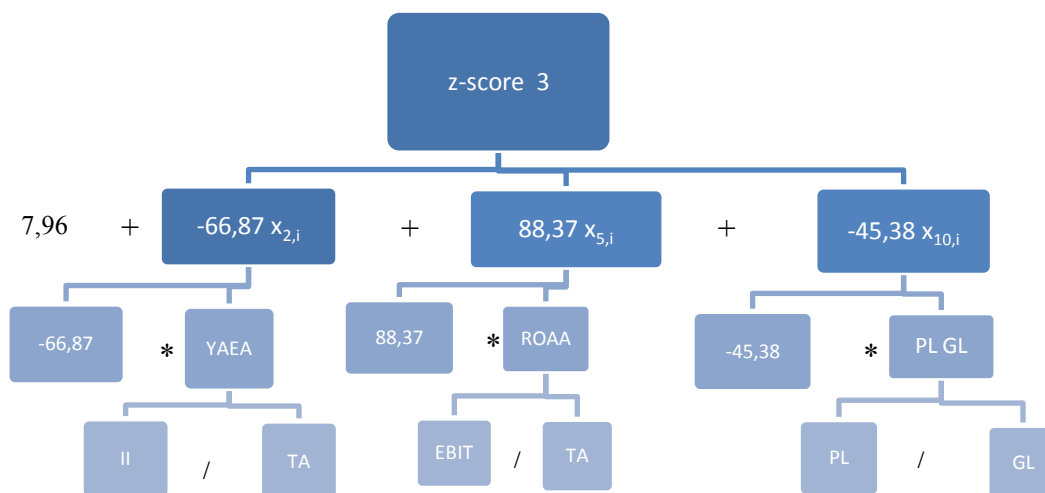 z-score 3
7,96 + -66,87 x2,i + 88,37 x5,i + -45,38 x10,i
-66,87 * YAEA 88,37 * ROAA -45,38 * PL GL
II / TA EBIT / TA PL / GL